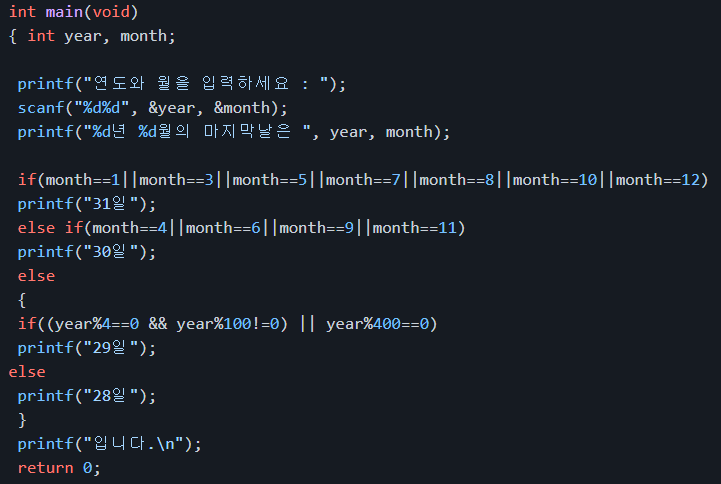 int main(void)
{ int year, month;
printf("연도와 월을 입력하세요 : ");
scanf("%d%d", &year, &month);
printf("%d년 %d월의 마지막날은 ", year, month);
if(month==1||month==3||month==5||month==7||month==8||month==10||month==12)
printf("31일");
else if(month==4||month==6||month==9||month==11)
printf("30일");
else
{
if((year%4==0 && year%100!=0) || year%400==0)
printf("29일");
else
printf("28일");
}
printf("입니다.\n");
return 0;